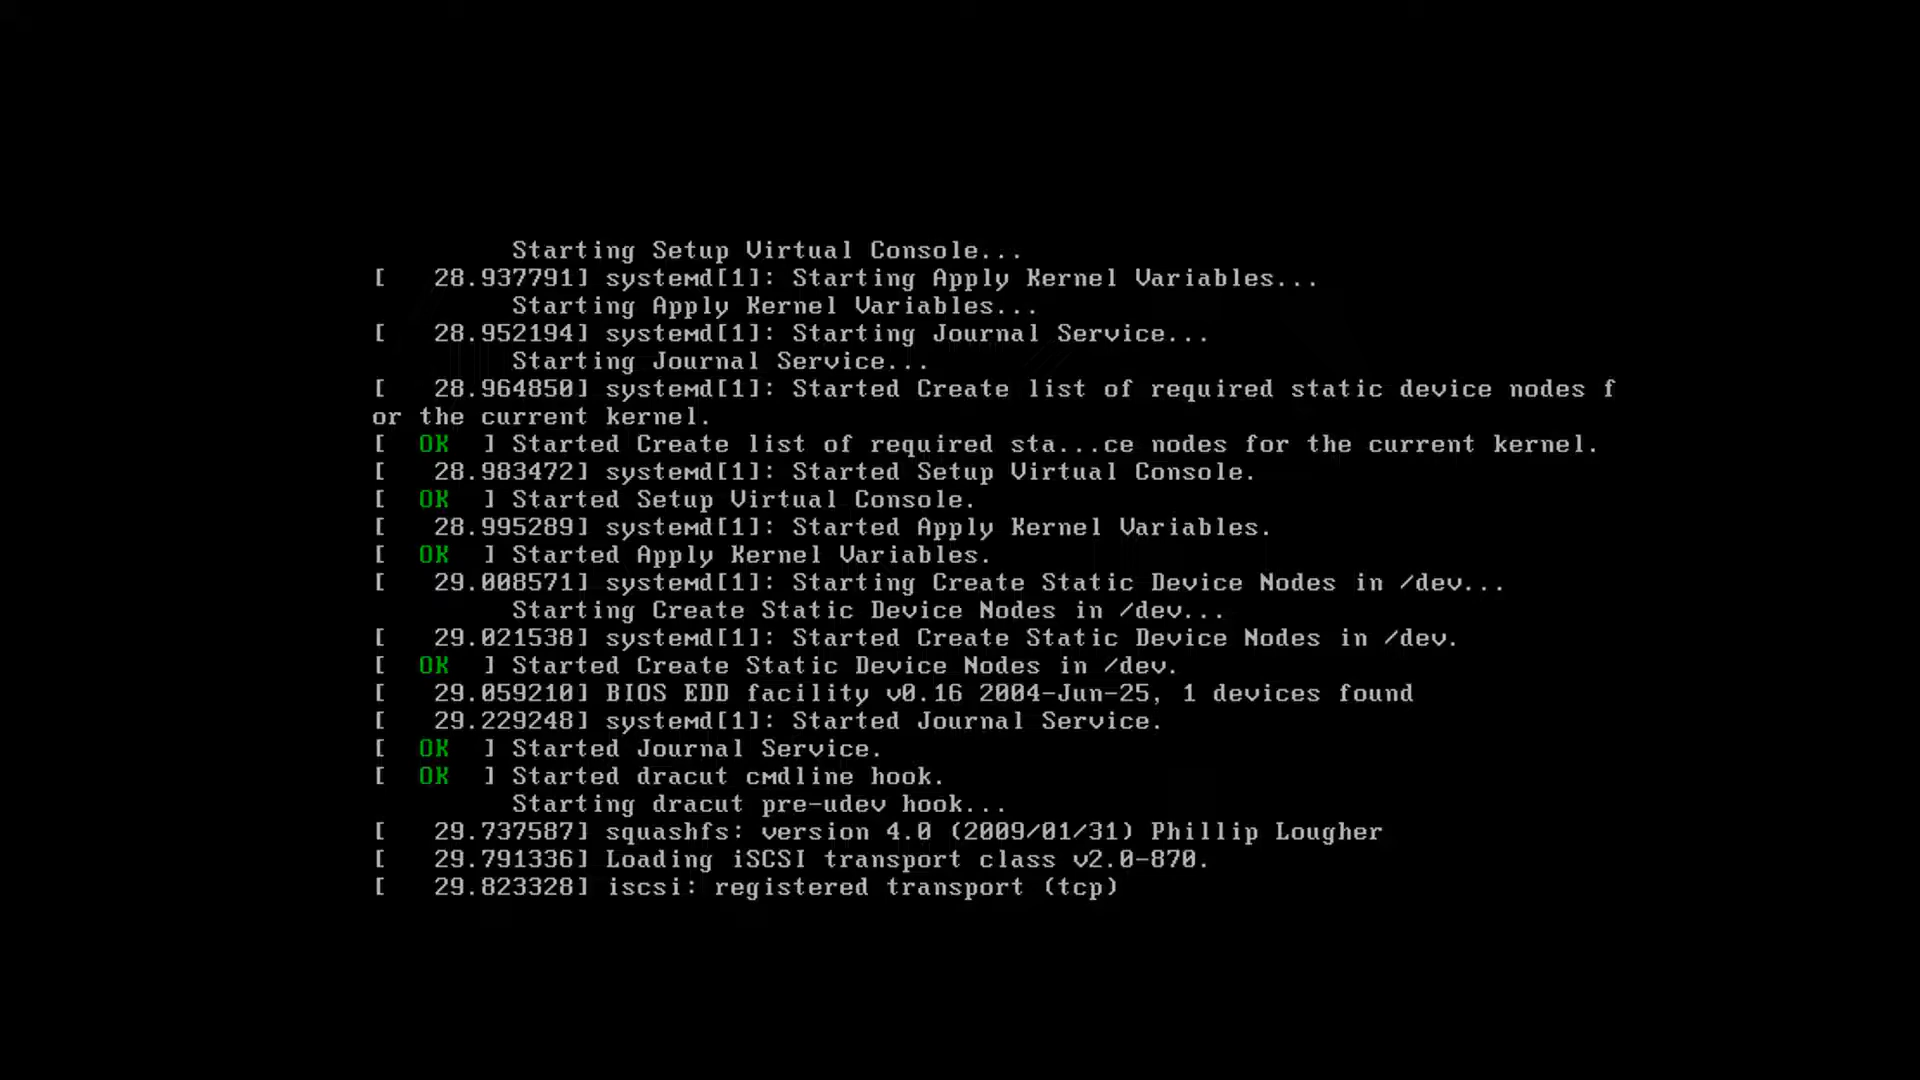 Starting Setup Virtual Console...
[   28.937791] systemd[1]: Starting Apply Kernel Variables...
Starting Apply Kernel Variables...
[   28.952194] systemd[1]: Starting Journal Service...
Starting Journal Service...
[   28.964850] systemd[1]: Started Create list of required static device nodes f
or the current kernel.
[  OK  ] Started Create list of required sta...ce nodes for the current kernel.
[   28.983472] systemd[1]: Started Setup Virtual Console.
[  OK  ] Started Setup Virtual Console.
[   28.995289] systemd[1]: Started Apply Kernel Variables.
[  OK  ] Started Apply Kernel Variables.
[   29.008571] systemd[1]: Starting Create Static Device Nodes in /dev...
Starting Create Static Device Nodes in /dev...
[   29.021538] systemd[1]: Started Create Static Device Nodes in /dev.
[  OK  ] Started Create Static Device Nodes in /dev.
[   29.059210] BIOS EDD facility v0.16 2004-Jun-25, 1 devices found
[   29.229248] systemd[1]: Started Journal Service.
[  OK  ] Started Journal Service.
[  OK  ] Started dracut cmdline hook.
Starting dracut pre-udev hook...
[   29.737587] squashfs: version 4.0 (2009/01/31) Phillip Lougher
[   29.791336] Loading iSCSI transport class v2.0-870.
[   29.823328] iscsi: registered transport (tcp)